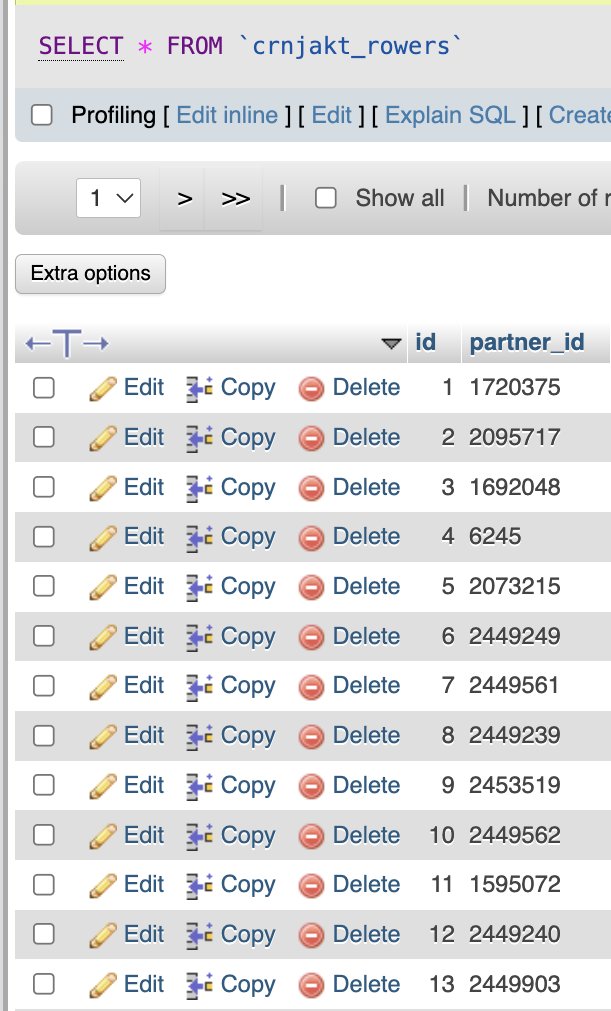 SELECT * FROM `crnjakt_rowers`
Profiling [ Edit inline ] [ Edit ] [ Explain SQL ] [ Create
1 > >> | Show all | Number of r
Extra options
←T→ id partner_id
Edit Copy Delete 1 1720375
Edit Copy Delete 2 2095717
Edit Copy Delete 3 1692048
Edit Copy Delete 4 6245
Edit Copy Delete 5 2073215
Edit Copy Delete 6 2449249
Edit Copy Delete 7 2449561
Edit Copy Delete 8 2449239
Edit Copy Delete 9 2453519
Edit Copy Delete 10 2449562
Edit Copy Delete 11 1595072
Edit Copy Delete 12 2449240
Edit Copy Delete 13 2449903